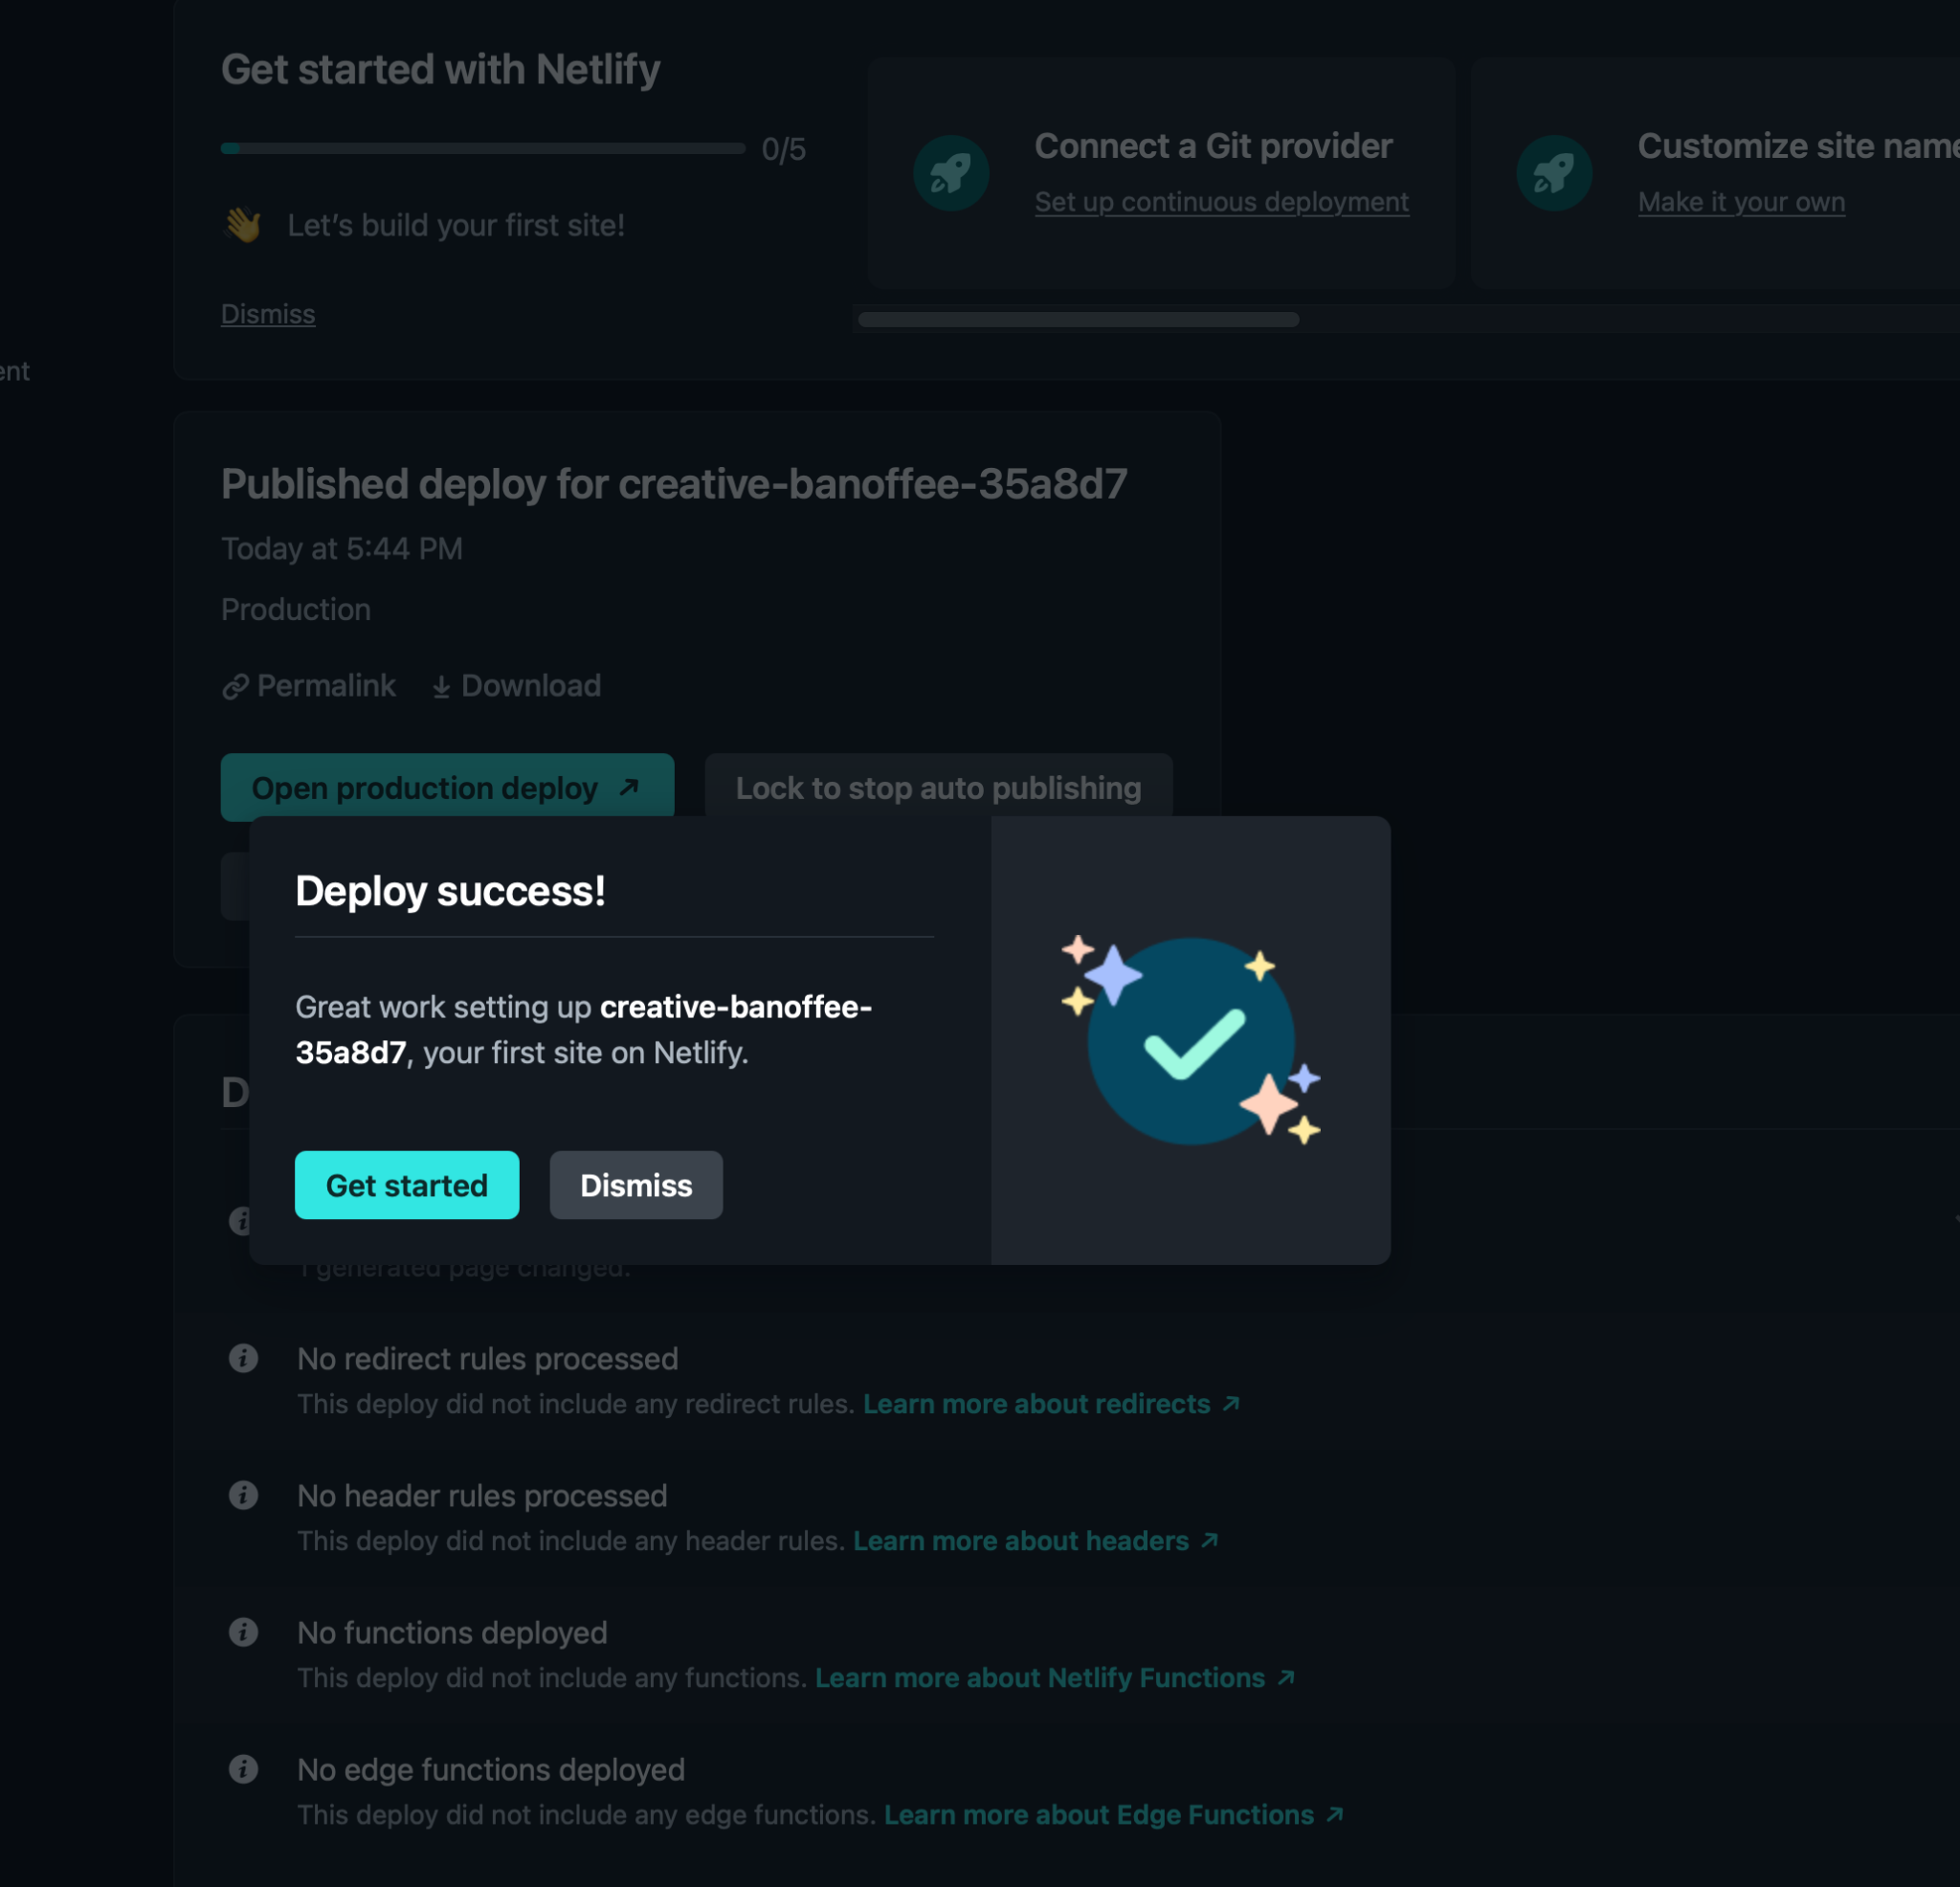 Get started with Netlify
0/5
Let’s build your first site!
Dismiss
Connect a Git provider
Set up continuous deployment
Customize site name
Make it your own
ent
Published deploy for creative-banoffee-35a8d7
Today at 5:44 PM
Production
Permalink
Download
Open production deploy
Lock to stop auto publishing
Deploy success!
Great work setting up creative-banoffee-
35a8d7, your first site on Netlify.
Get started
Dismiss
D
1 generated page changed.
No redirect rules processed
This deploy did not include any redirect rules. Learn more about redirects
No header rules processed
This deploy did not include any header rules. Learn more about headers
No functions deployed
This deploy did not include any functions. Learn more about Netlify Functions
No edge functions deployed
This deploy did not include any edge functions. Learn more about Edge Functions